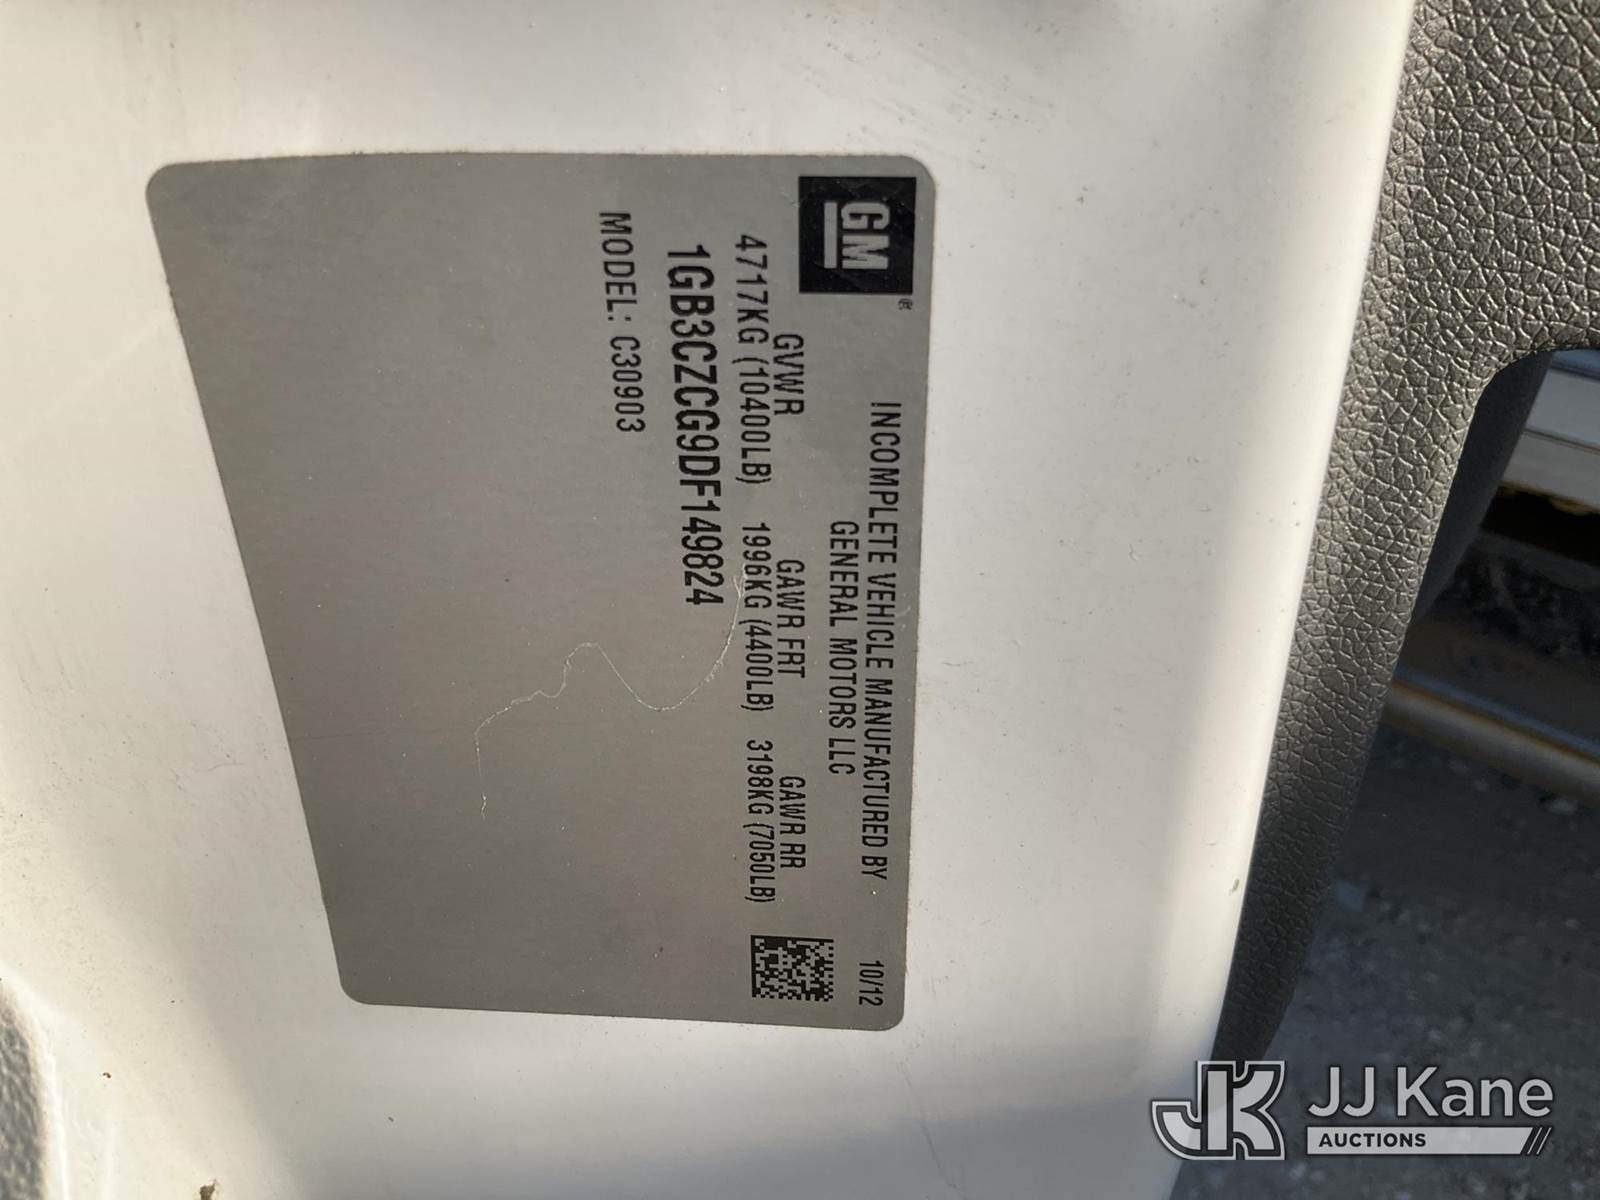 GM®
INCOMPLETE VEHICLE MANUFACTURED BY 10/12
GENERAL MOTORS LLC
GVWR GAWR FRT GAWR RR
4717KG (10400LB) 1996KG (4400LB) 3198KG (7050LB)
1GB3CZCG9DF149824
MODEL: C30903
JK JJ Kane
AUCTIONS